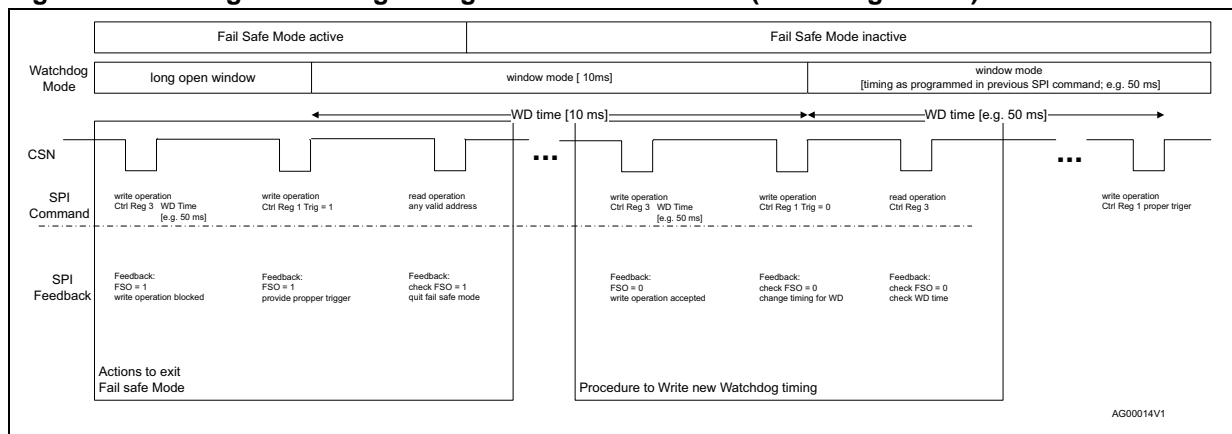 Fail Safe Mode active
Fail Safe Mode inactive
Watchdog
Mode
long open window
window mode [ 10ms]
window mode
[timing as programmed in previous SPI command; e.g. 50 ms]
WD time [10 ms]
WD time [e.g. 50 ms]
CSN
...
...
SPI
Command
write operation
Ctrl Reg 3 WD Time
[e.g. 50 ms]
write operation
Ctrl Reg 1 Trig = 1
read operation
any valid address
write operation
Ctrl Reg 3 WD Time
[e.g. 50 ms]
write operation
Ctrl Reg 1 Trig = 0
read operation
Ctrl Reg 3
write operation
Ctrl Reg 1 proper triger
SPI
Feedback
Feedback:
FSO = 1
write operation blocked
Feedback:
FSO = 1
provide propper trigger
Feedback:
check FSO = 1
quit fail safe mode
Feedback:
FSO = 0
write operation accepted
Feedback:
check FSO = 0
change timing for WD
Feedback:
check FSO = 0
check WD time
Actions to exit
Fail safe Mode
Procedure to Write new Watchdog timing
AG00014V1